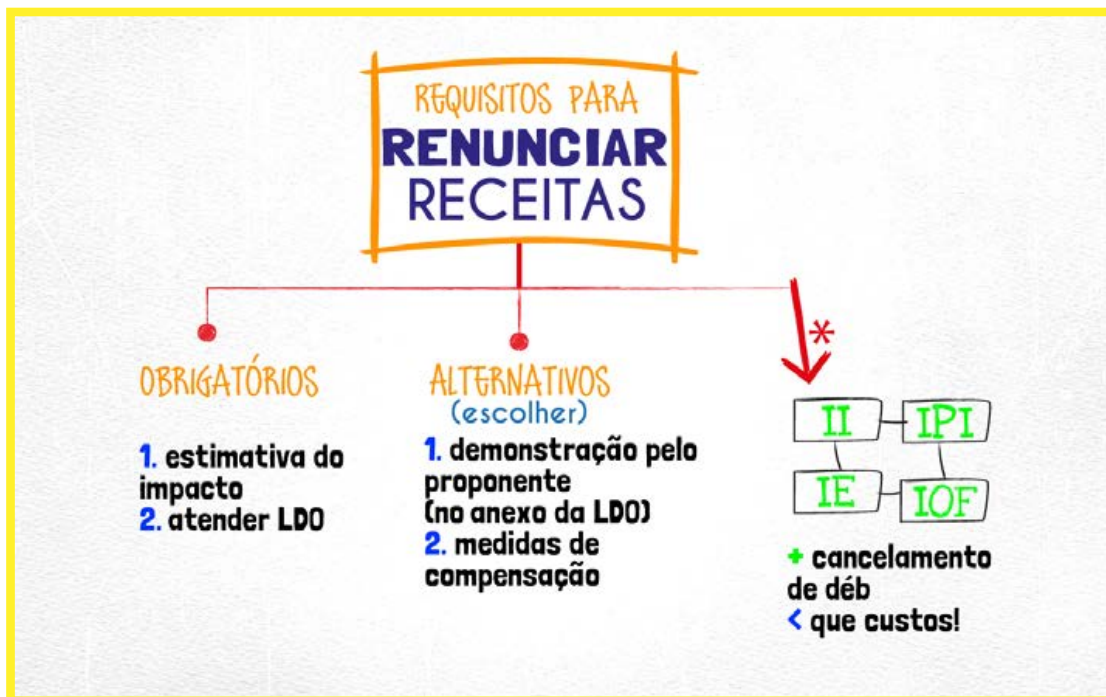 REQUISITOS PARA
RENUNCIAR
RECEITAS
OBRIGATÓRIOS
1. estimativa do
impacto
2. atender LDO
ALTERNATIVOS
(escolher)
1. demonstração pelo
proponente
(no anexo da LDO)
2. medidas de
compensação
*
II IPI
IE IOF
+ cancelamento
de déb
< que custos!